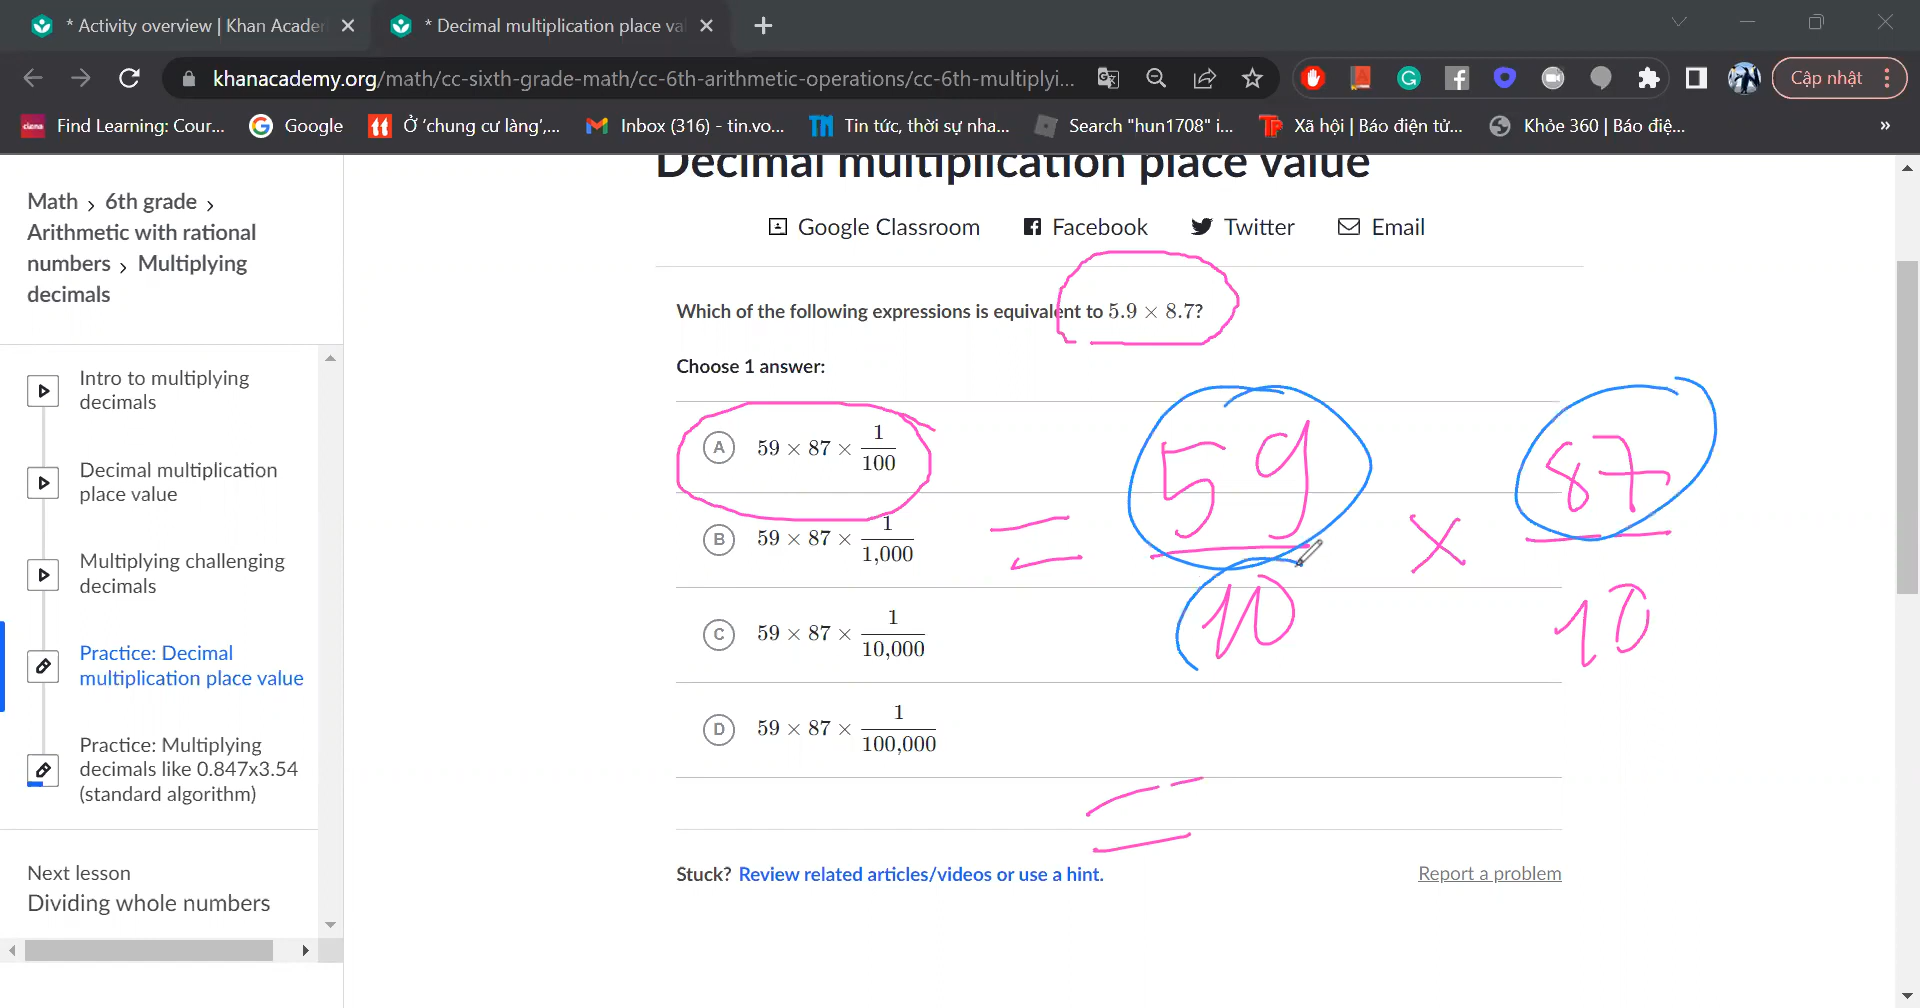 * Activity overview | Khan Acader
* Decimal multiplication place val
khanacademy.org/math/cc-sixth-grade-math/cc-6th-arithmetic-operations/cc-6th-multiplyi...
Cập nhật
ciena Find Learning: Cour...
Google
Ở ‘chung cư làng’,...
Inbox (316) - tin.vo...
Tin tức, thời sự nha...
Search "hun1708" i...
Xã hội | Báo điện tử...
Khỏe 360 | Báo điệ...
»
Math › 6th grade ›
Arithmetic with rational
numbers › Multiplying
decimals
Intro to multiplying
decimals
Decimal multiplication
place value
Multiplying challenging
decimals
Practice: Decimal
multiplication place value
Practice: Multiplying
decimals like 0.847x3.54
(standard algorithm)
Next lesson
Dividing whole numbers
Decimal multiplication place value
Google Classroom
Facebook
Twitter
Email
Which of the following expressions is equivalent to 5.9 × 8.7?
Choose 1 answer:
A 59 × 87 × 1/100
B 59 × 87 × 1/1,000
C 59 × 87 × 1/10,000
D 59 × 87 × 1/100,000
= 59/10 × 87/10
=
Stuck? Review related articles/videos or use a hint.
Report a problem